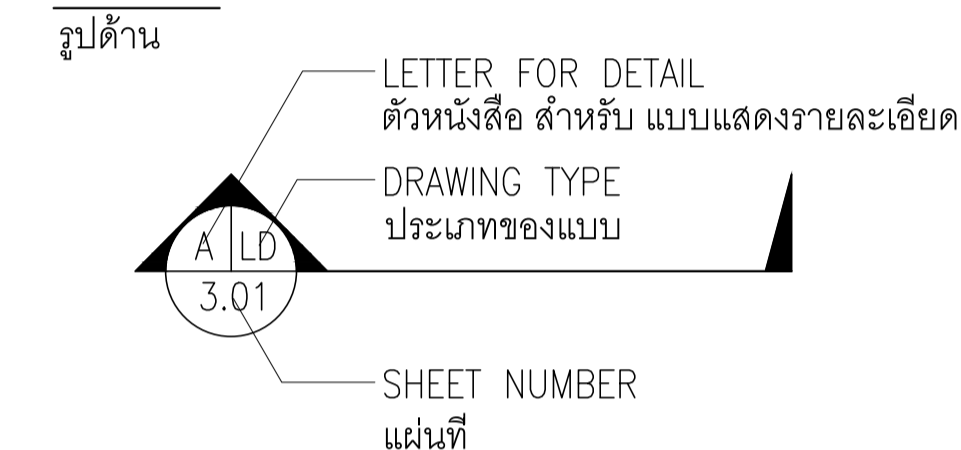 รูปด้าน
LETTER FOR DETAIL
ตัวหนังสือ สำหรับ แบบแสดงรายละเอียด
DRAWING TYPE
ประเภทของแบบ
A LD
3.01
SHEET NUMBER
แผ่นที่